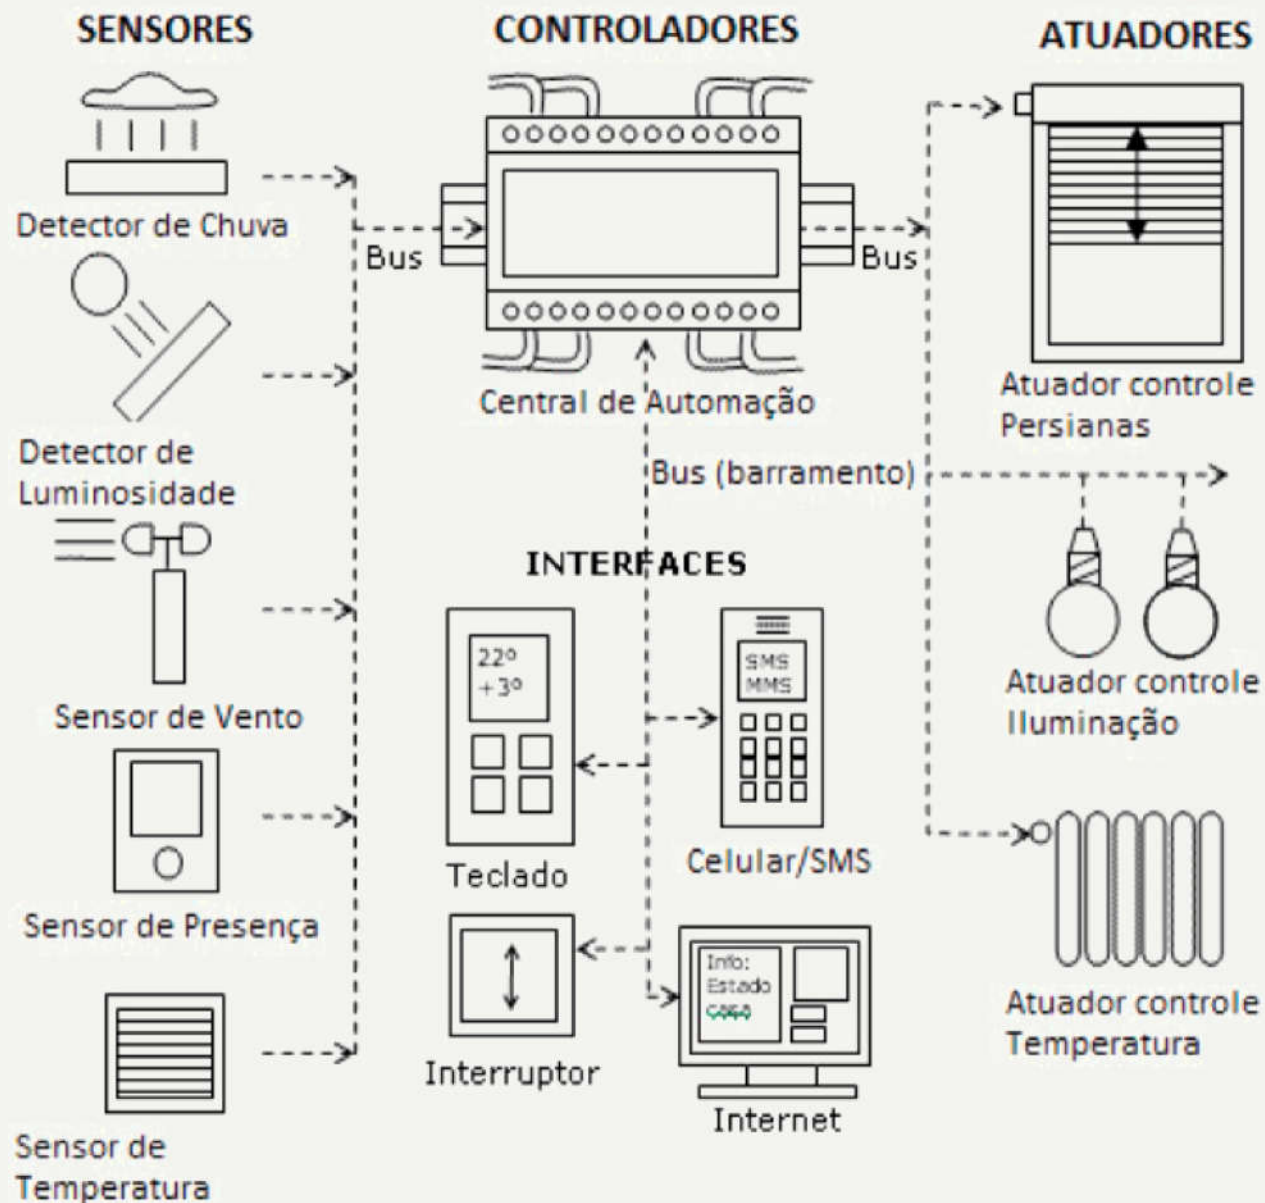 SENSORES
Detector de Chuva
Detector de
Luminosidade
Sensor de Vento
Sensor de Presença
Sensor de
Temperatura
CONTROLADORES
Bus
Bus
Central de Automação
Bus (barramento)
INTERFACES
22º
+3º
Teclado
SMS
MMS
Celular/SMS
Interruptor
Info:
Estado
casa
Internet
ATUADORES
Atuador controle
Persianas
Atuador controle
Iluminação
Atuador controle
Temperatura